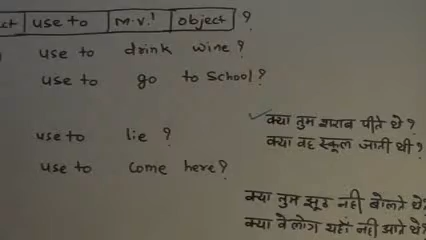 use to M.V.¹ object ?
use to drink wine ?
use to go to School ?
क्या तुम शराब पीते थे ?
क्या वह स्कूल जाती थी ?
use to lie ?
use to come here ?
क्या तुम झूठ नही बोलते थे?
क्या वे लोग यहाँ नही आते थे?